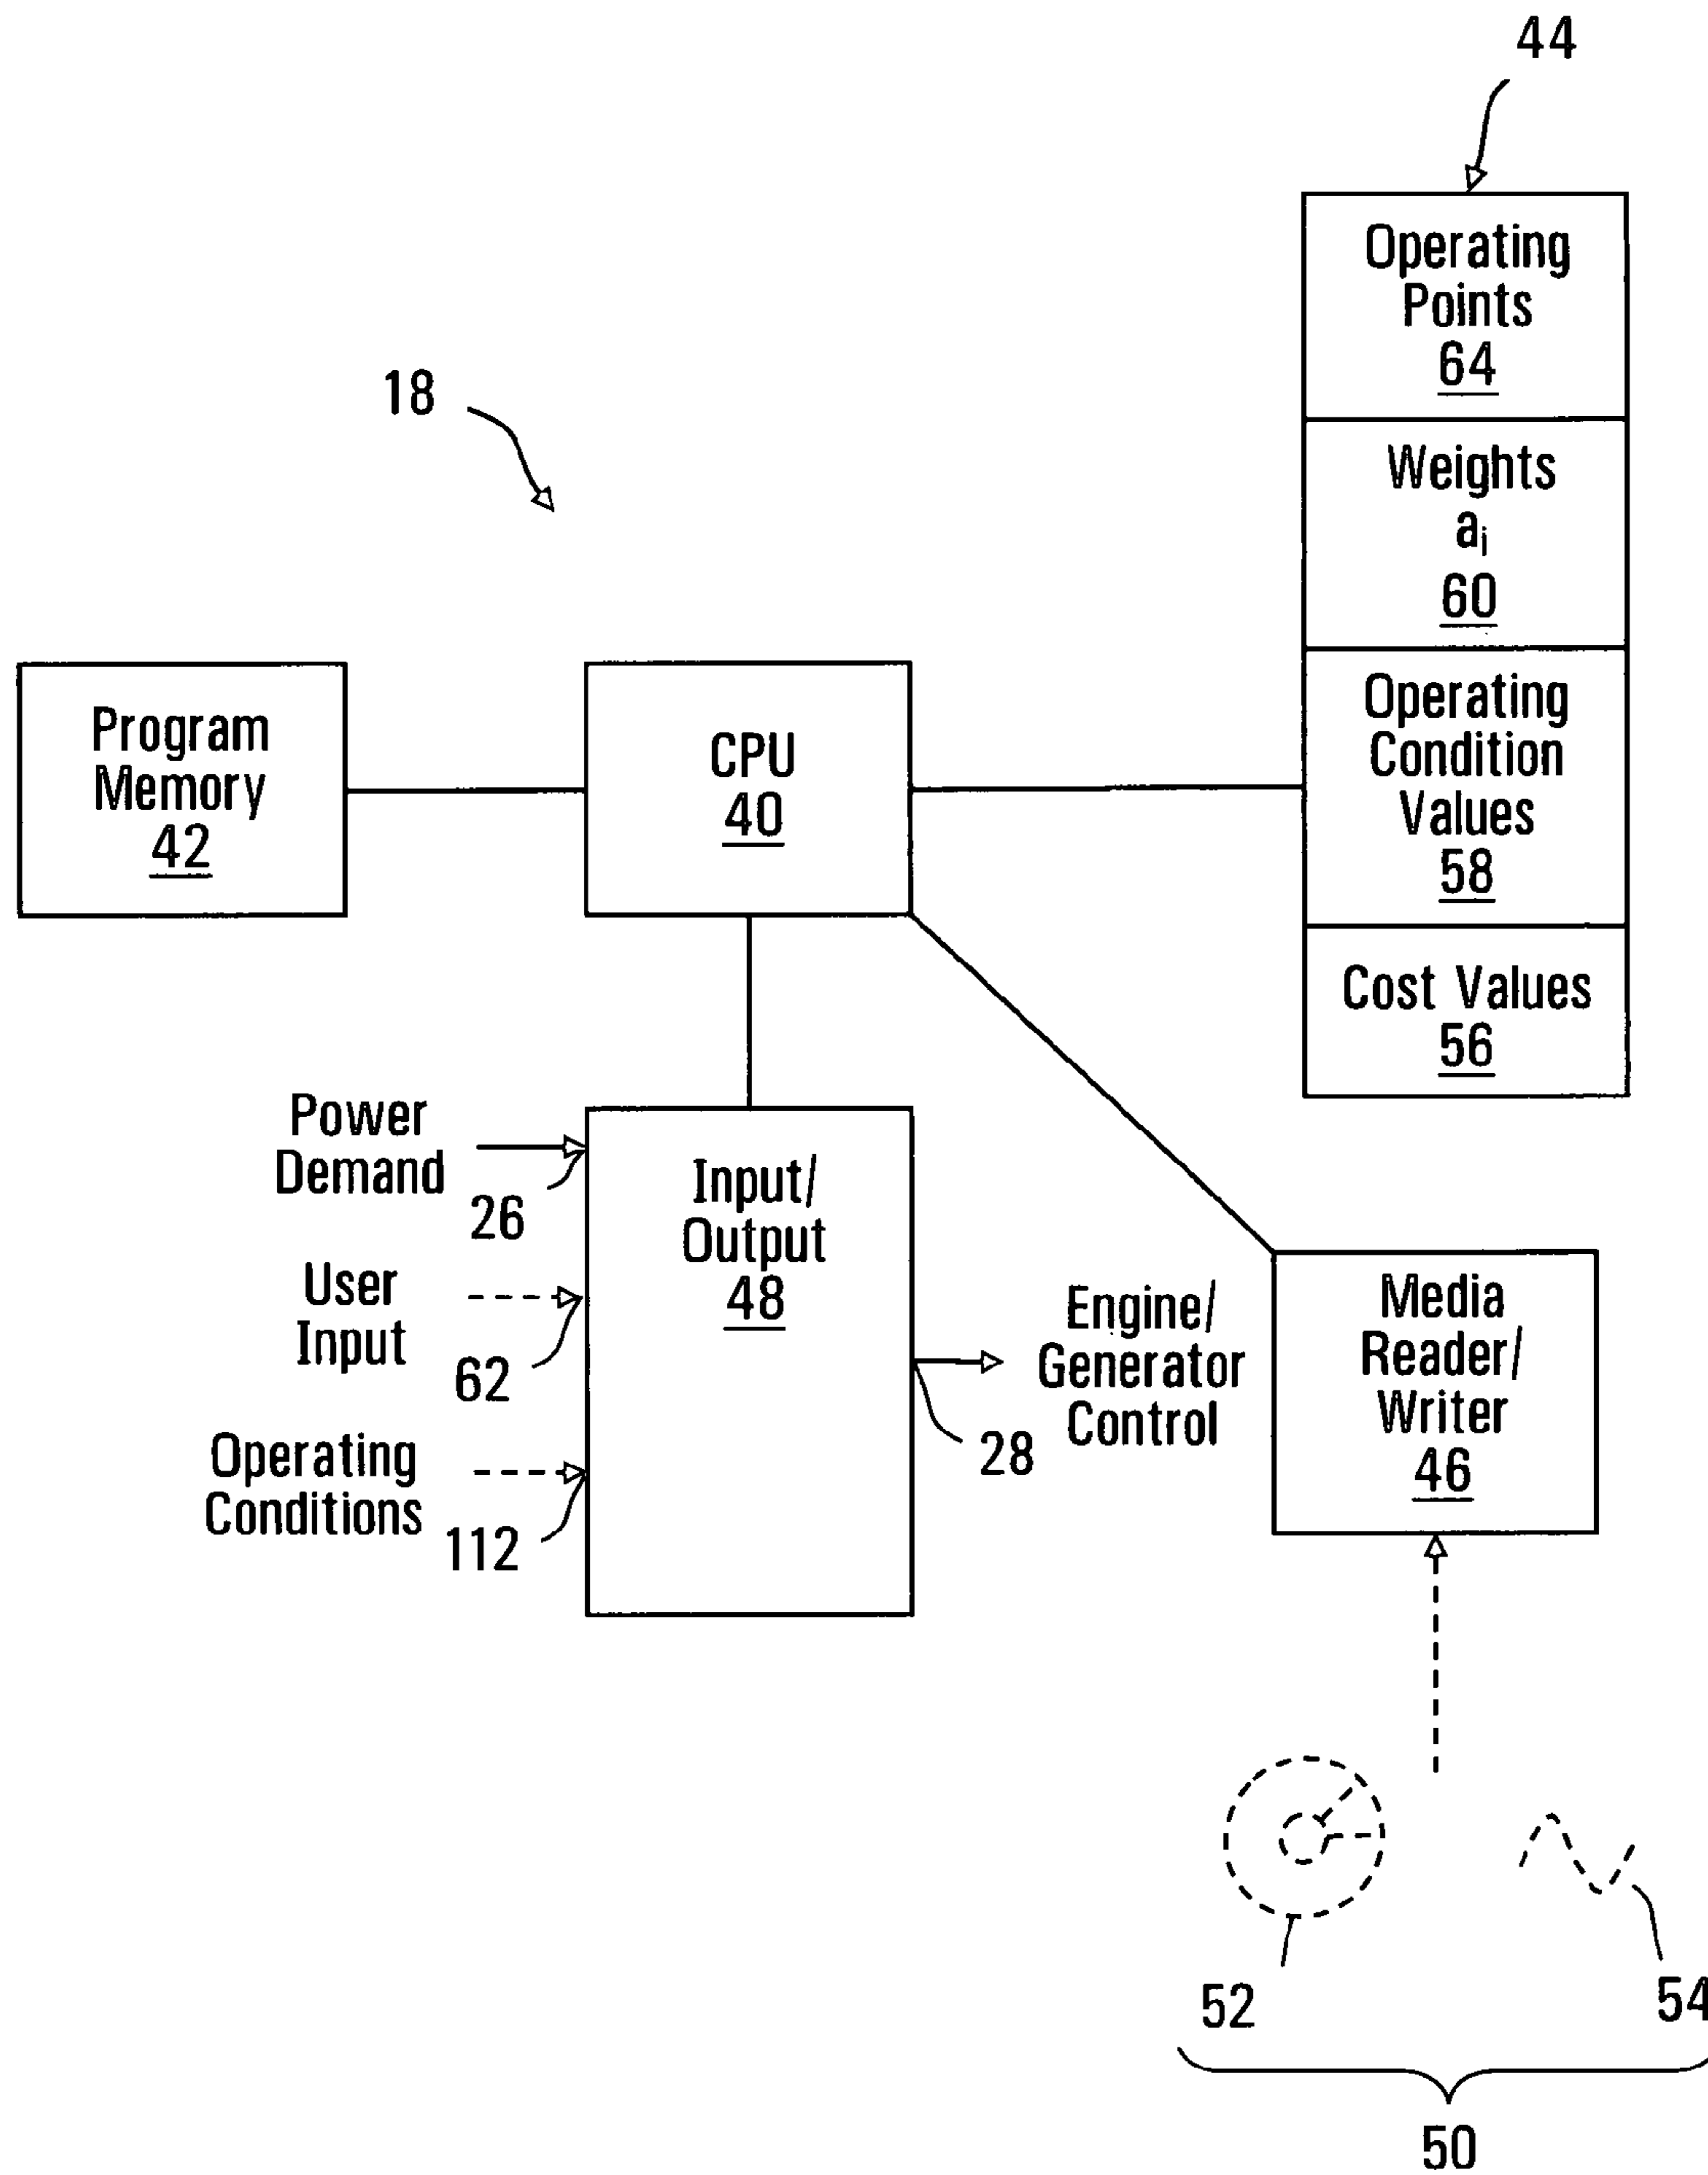 44
Operating
Points
64
18
Weights
ai
60
Program
Memory
42
CPU
40
Operating
Condition
Values
58
Cost Values
56
Power
Demand
26
User
Input
62
Operating
Conditions
112
Input/
Output
48
Engine/
Generator
Control
28
Media
Reader/
Writer
46
52
54
50